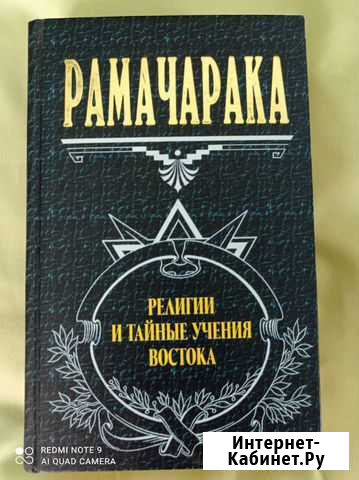 РАМАЧАРАКА
РЕЛИГИИ
И ТАЙНЫЕ УЧЕНИЯ
ВОСТОКА
REDMI NOTE 9
AI QUAD CAMERA
Интернет-
Кабинет.Ру